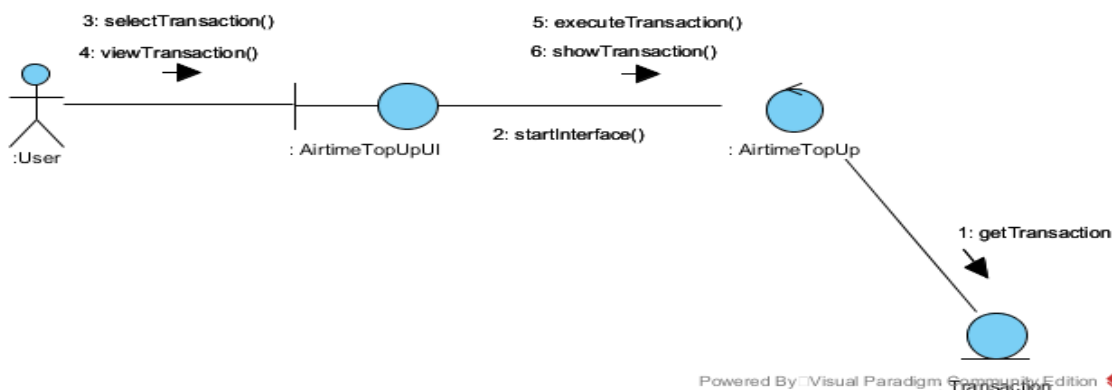 3: selectTransaction()
4: viewTransaction()
5: executeTransaction()
6: showTransaction()
2: startInterface()
:User
: AirtimeTopUpUI
: AirtimeTopUp
1: getTransaction
Transaction
Powered By Visual Paradigm Community Edition